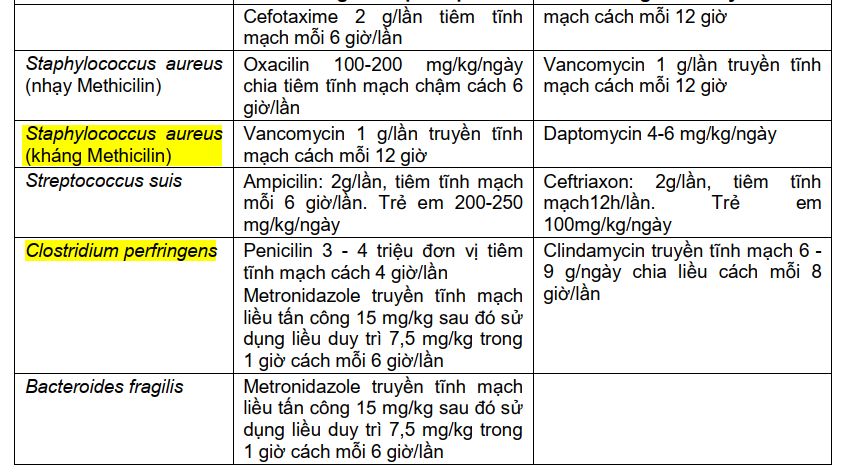 Cefotaxime 2 g/lần tiêm tĩnh
mạch mỗi 6 giờ/lần
mạch cách mỗi 12 giờ
Staphylococcus aureus
(nhạy Methicilin)
Oxacilin 100-200 mg/kg/ngày
chia tiêm tĩnh mạch chậm cách 6
giờ/lần
Vancomycin 1 g/lần truyền tĩnh
mạch cách mỗi 12 giờ
Staphylococcus aureus
(kháng Methicilin)
Vancomycin 1 g/lần truyền tĩnh
mạch cách mỗi 12 giờ
Daptomycin 4-6 mg/kg/ngày
Streptococcus suis
Ampicilin: 2g/lần, tiêm tĩnh mạch
mỗi 6 giờ/lần. Trẻ em 200-250
mg/kg/ngày
Ceftriaxon: 2g/lần, tiêm tĩnh
mạch12h/lần. Trẻ em
100mg/kg/ngày
Clostridium perfringens
Penicilin 3 - 4 triệu đơn vị tiêm
tĩnh mạch cách 4 giờ/lần
Metronidazole truyền tĩnh mạch
liều tấn công 15 mg/kg sau đó sử
dụng liều duy trì 7,5 mg/kg trong
1 giờ cách mỗi 6 giờ/lần
Clindamycin truyền tĩnh mạch 6 -
9 g/ngày chia liều cách mỗi 8
giờ/lần
Bacteroides fragilis
Metronidazole truyền tĩnh mạch
liều tấn công 15 mg/kg sau đó sử
dụng liều duy trì 7,5 mg/kg trong
1 giờ cách mỗi 6 giờ/lần